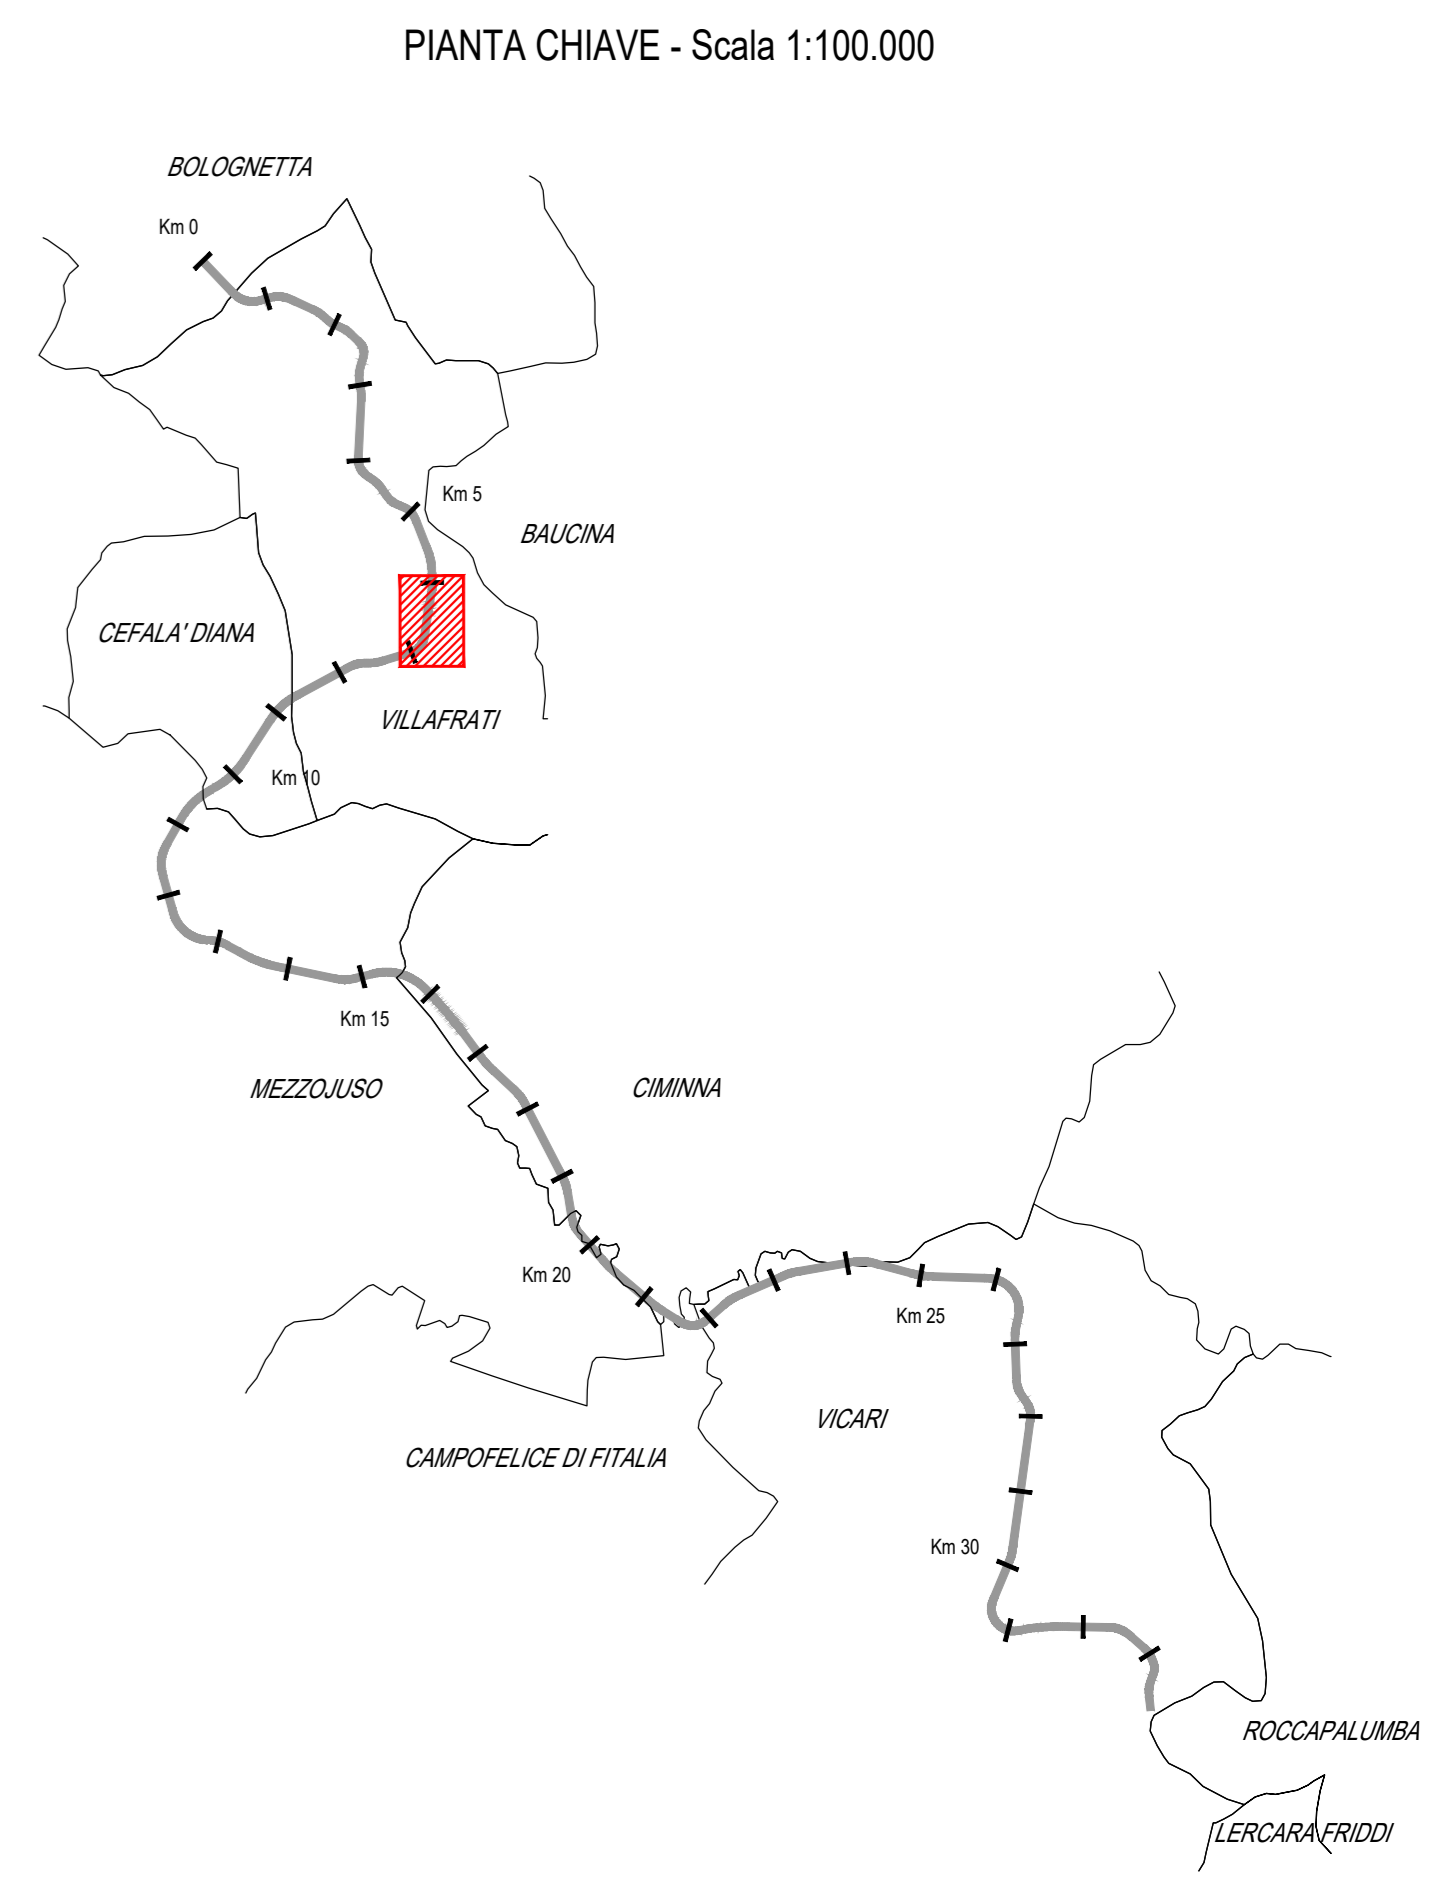 PIANTA CHIAVE - Scala 1:100.000
BOLOGNETTA
Km 0
Km 5
BAUCINA
CEFALA' DIANA
VILLAFRATI
Km 10
Km 15
MEZZOJUSO
CIMINNA
Km 20
Km 25
VICARI
CAMPOFELICE DI FITALIA
Km 30
ROCCAPALUMBA
LERCARA FRIDDI